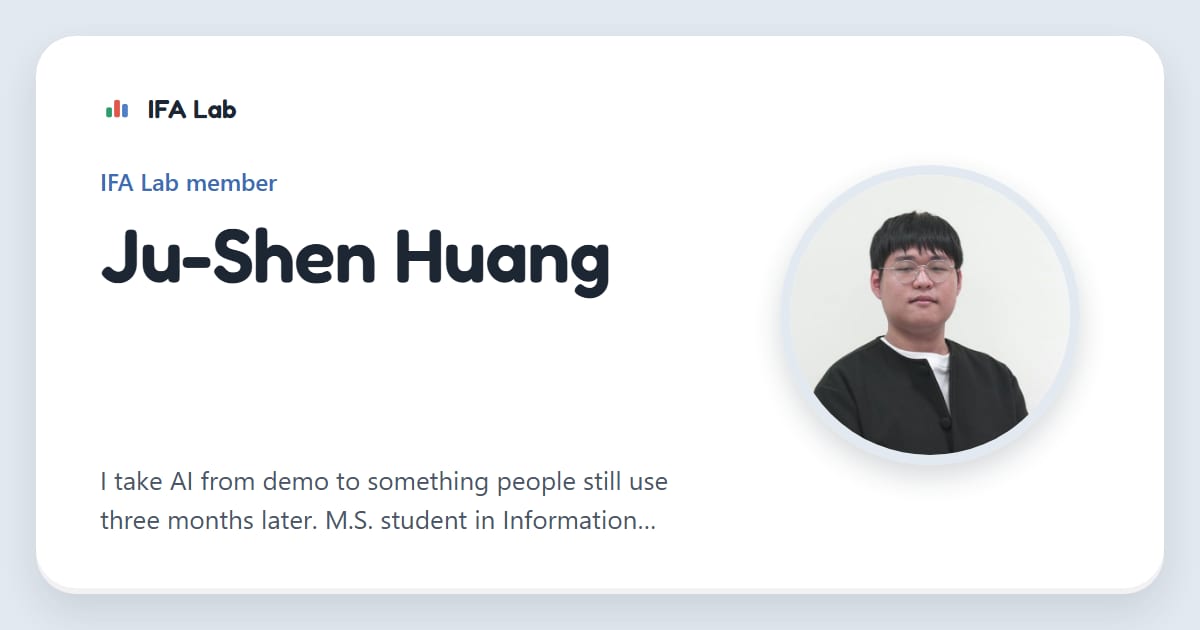 IFA Lab
IFA Lab member
Ju-Shen Huang
I take AI from demo to something people still use
three months later. M.S. student in Information...